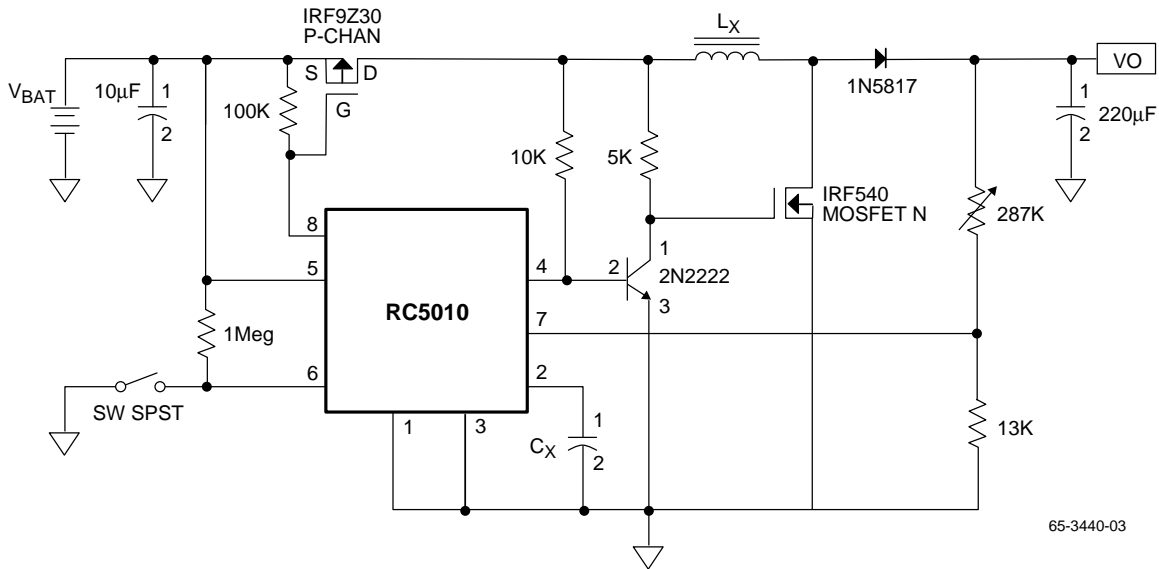 IRF9Z30
P-CHAN
LX
S
D
VO
1N5817
VBAT
10µF
1
2
100K
G
1
2
220µF
10K
5K
IRF540
MOSFET N
287K
8
5
4
2
1
2N2222
3
RC5010
7
1Meg
6
2
SW SPST
1
3
CX
1
2
13K
65-3440-03